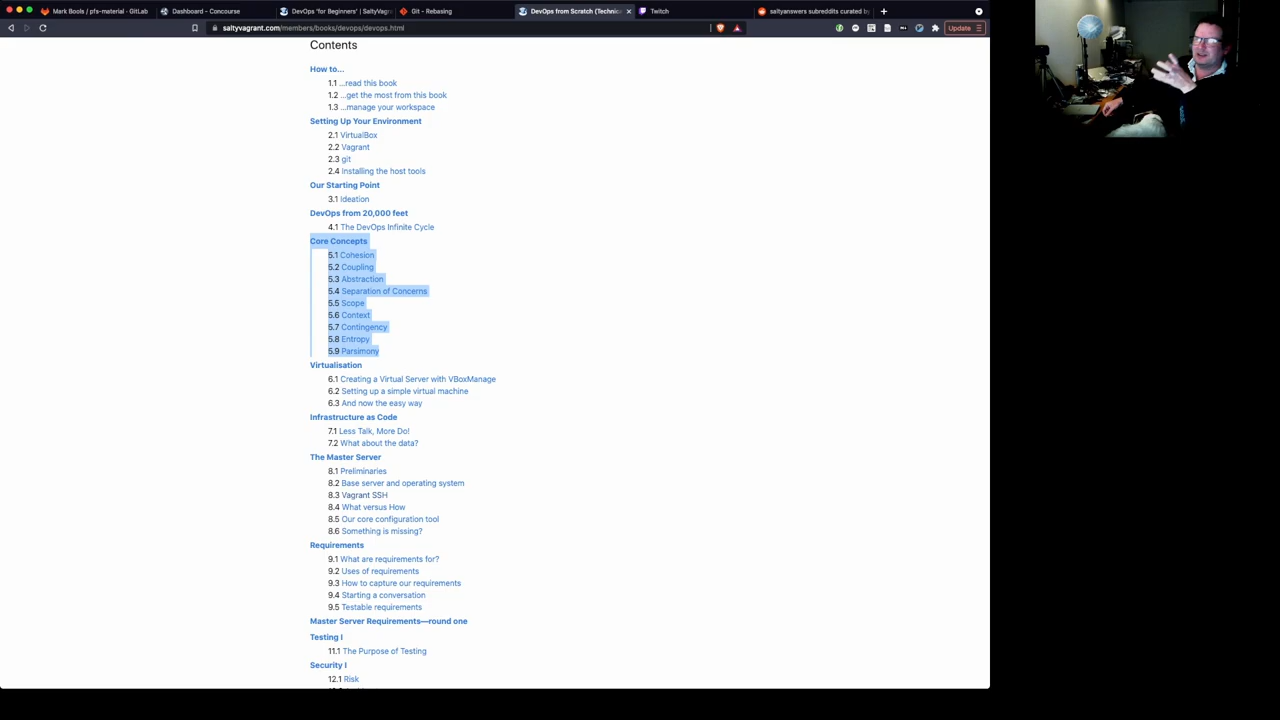 Mark Bools / pfs-material · GitLab
Dashboard - Concourse
DevOps 'for Beginners' | SaltyVagr
Git - Rebasing
DevOps from Scratch (Technic
Twitch
saltyanswers subreddits curated by
saltyvagrant.com/members/books/devops/devops.html
Update
Contents
How to...
1.1 ...read this book
1.2 ...get the most from this book
1.3 ...manage your workspace
Setting Up Your Environment
2.1 VirtualBox
2.2 Vagrant
2.3 git
2.4 Installing the host tools
Our Starting Point
3.1 Ideation
DevOps from 20,000 feet
4.1 The DevOps Infinite Cycle
Core Concepts
5.1 Cohesion
5.2 Coupling
5.3 Abstraction
5.4 Separation of Concerns
5.5 Scope
5.6 Context
5.7 Contingency
5.8 Entropy
5.9 Parsimony
Virtualisation
6.1 Creating a Virtual Server with VBoxManage
6.2 Setting up a simple virtual machine
6.3 And now the easy way
Infrastructure as Code
7.1 Less Talk, More Do!
7.2 What about the data?
The Master Server
8.1 Preliminaries
8.2 Base server and operating system
8.3 Vagrant SSH
8.4 What versus How
8.5 Our core configuration tool
8.6 Something is missing?
Requirements
9.1 What are requirements for?
9.2 Uses of requirements
9.3 How to capture our requirements
9.4 Starting a conversation
9.5 Testable requirements
Master Server Requirements—round one
Testing I
11.1 The Purpose of Testing
Security I
12.1 Risk